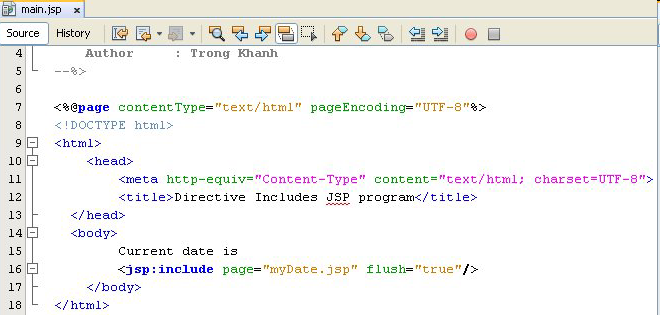 main.jsp x
Source History
4 Author : Trong Khanh
5 --%>
6
7 <%@page contentType="text/html" pageEncoding="UTF-8"%>
8 <!DOCTYPE html>
9 <html>
10 <head>
11 <meta http-equiv="Content-Type" content="text/html; charset=UTF-8">
12 <title>Directive Includes JSP program</title>
13 </head>
14 <body>
15 Current date is
16 <jsp:include page="myDate.jsp" flush="true"/>
17 </body>
18 </html>